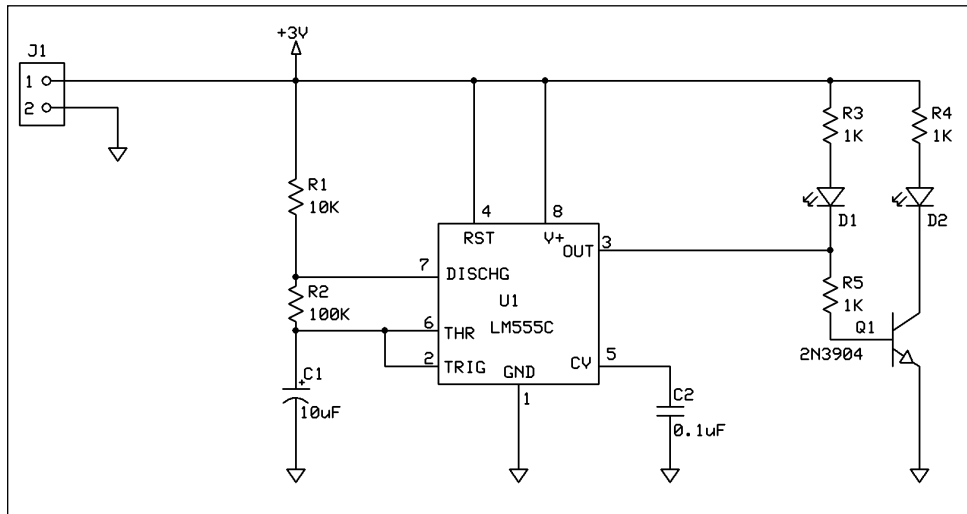 +3V
J1
1
2
R1
10K
R2
100K
C1
+
10uF
4
8
RST
V+
OUT
3
7
DISCHG
U1
LM555C
6
THR
2
TRIG
GND
1
CV
5
C2
0.1uF
R3
1K
R4
1K
D1
D2
R5
1K
Q1
2N3904